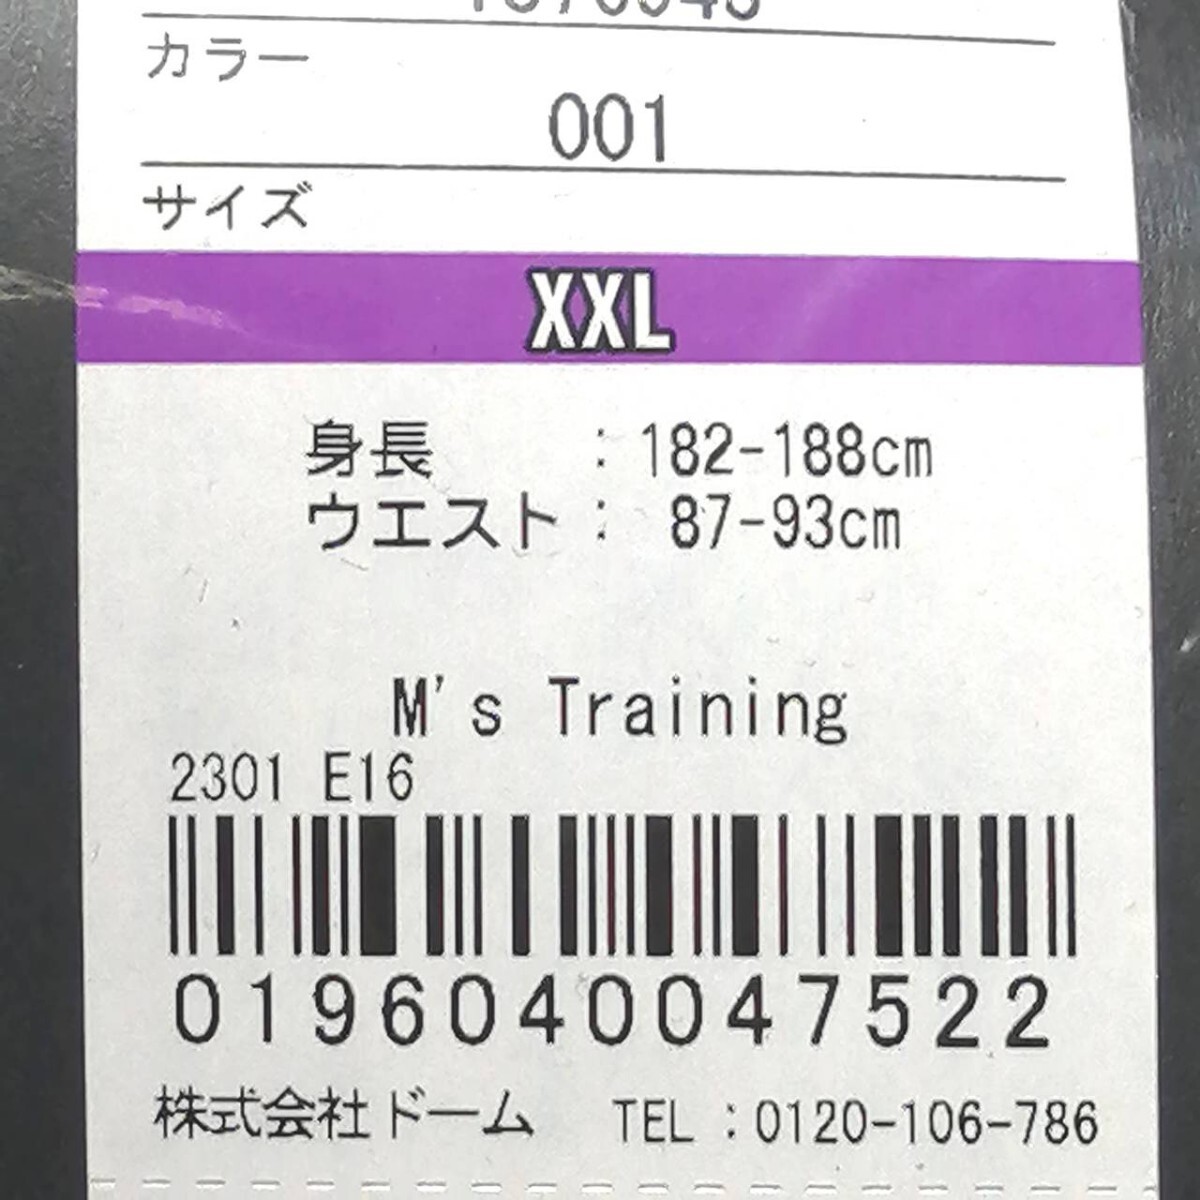 カラー
001
サイズ
XXL
身長 : 182-188cm
ウエスト : 87-93cm
M's Training
2301 E16
0196040047522
株式会社ドーム TEL : 0120-106-786